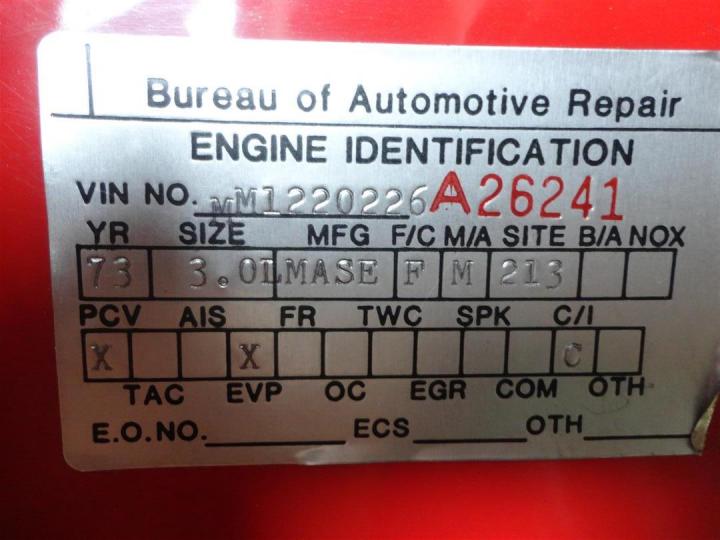 Bureau of Automotive Repair
ENGINE IDENTIFICATION
VIN NO. MM1220226 A26241
YR SIZE MFG F/C M/A SITE B/A NOX
73 3.0L MASE F M 213
PCV AIS FR TWC SPK C/I
X X C
TAC EVP OC EGR COM OTH
E.O.NO. ECS OTH